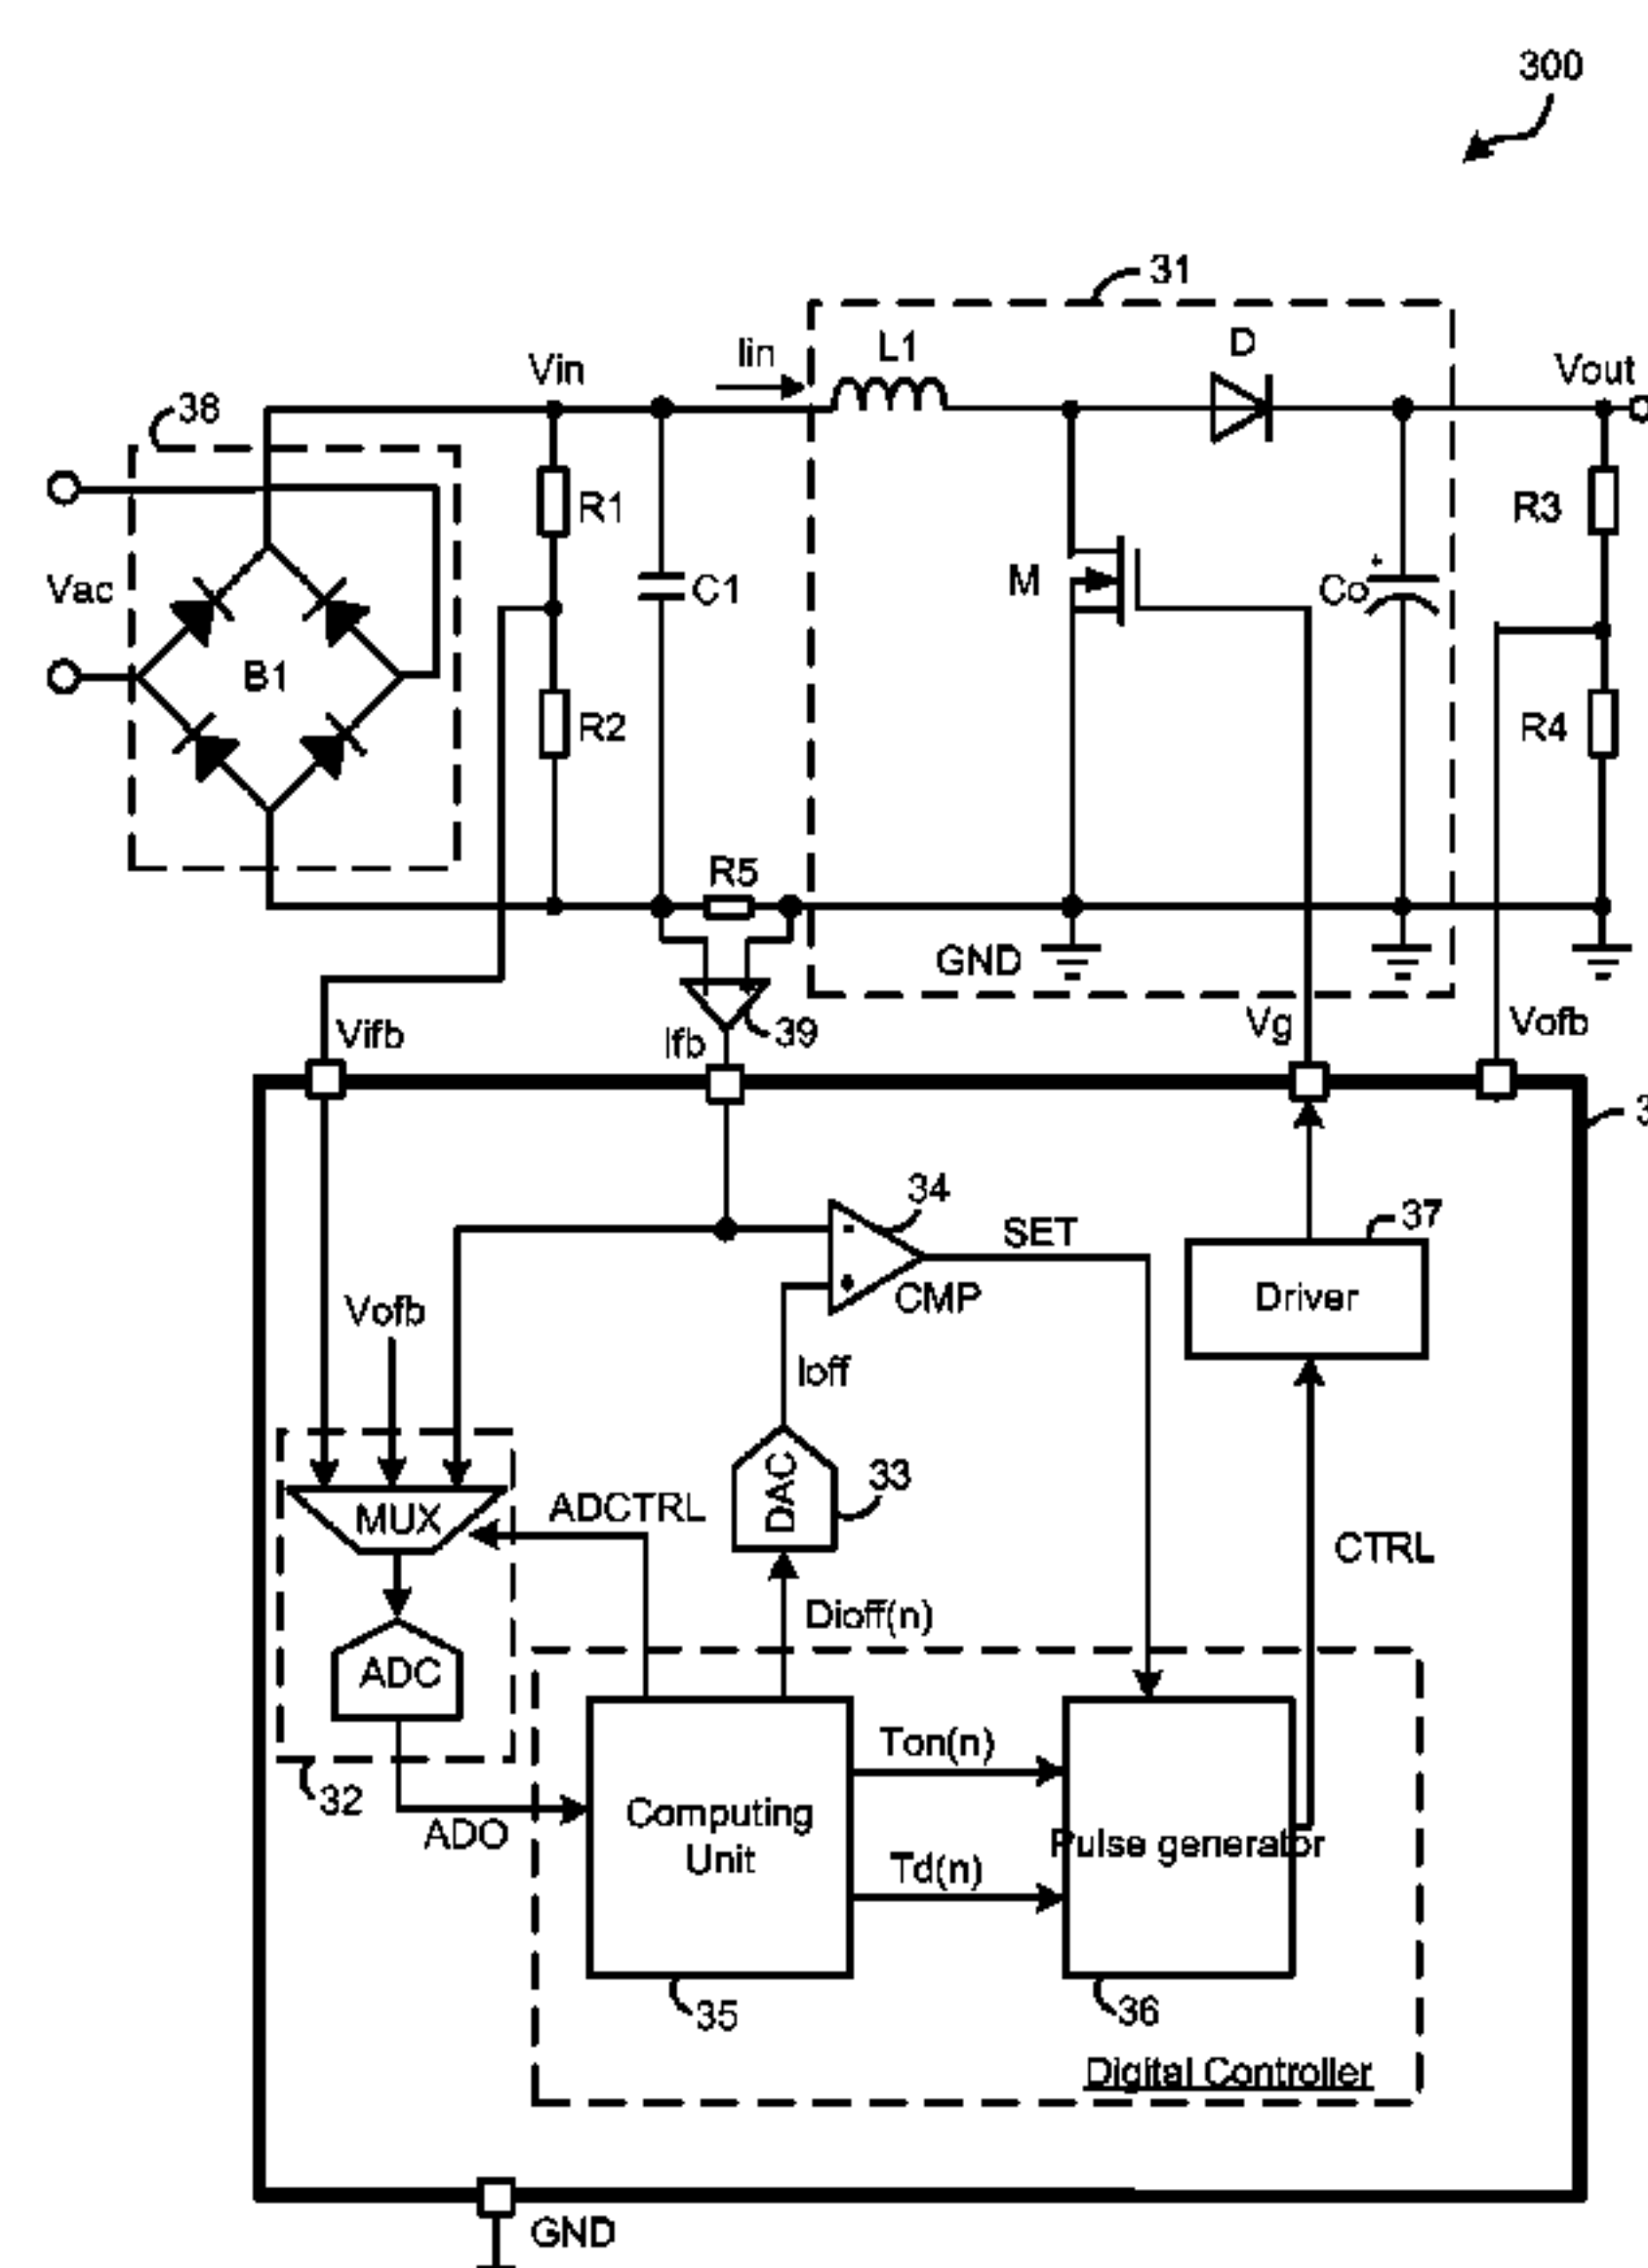 300
31
Iin
L1
D
Vin
Vout
38
R1
R3
Vac
M
C1
Co
+
B1
R2
R4
R5
GND
39
Vifb
Ifb
Vg
Vofb
34
SET
37
-
CMP
Driver
Vofb
Ioff
33
DAC
MUX
ADCTRL
CTRL
Dioff(n)
ADC
Ton(n)
32
Computing
Unit
ADO
Pulse generator
Td(n)
35
36
Digital Controller
GND